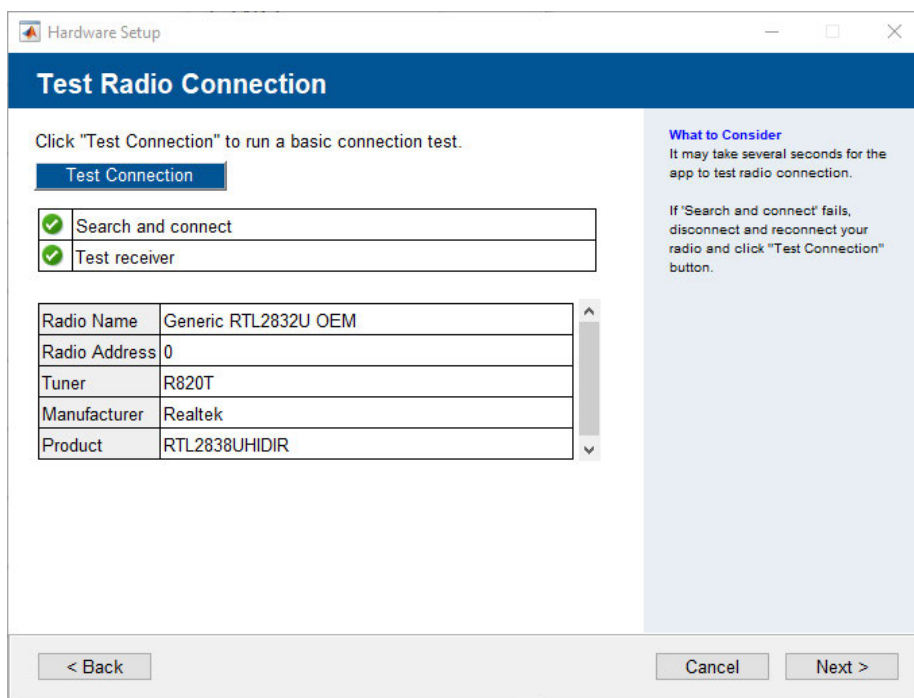 Hardware Setup
Test Radio Connection
Click "Test Connection" to run a basic connection test.
Test Connection
Search and connect
Test receiver
Radio Name Generic RTL2832U OEM
Radio Address 0
Tuner R820T
Manufacturer Realtek
Product RTL2838UHIDIR
What to Consider
It may take several seconds for the
app to test radio connection.
If 'Search and connect' fails,
disconnect and reconnect your
radio and click "Test Connection"
button.
< Back
Cancel
Next >